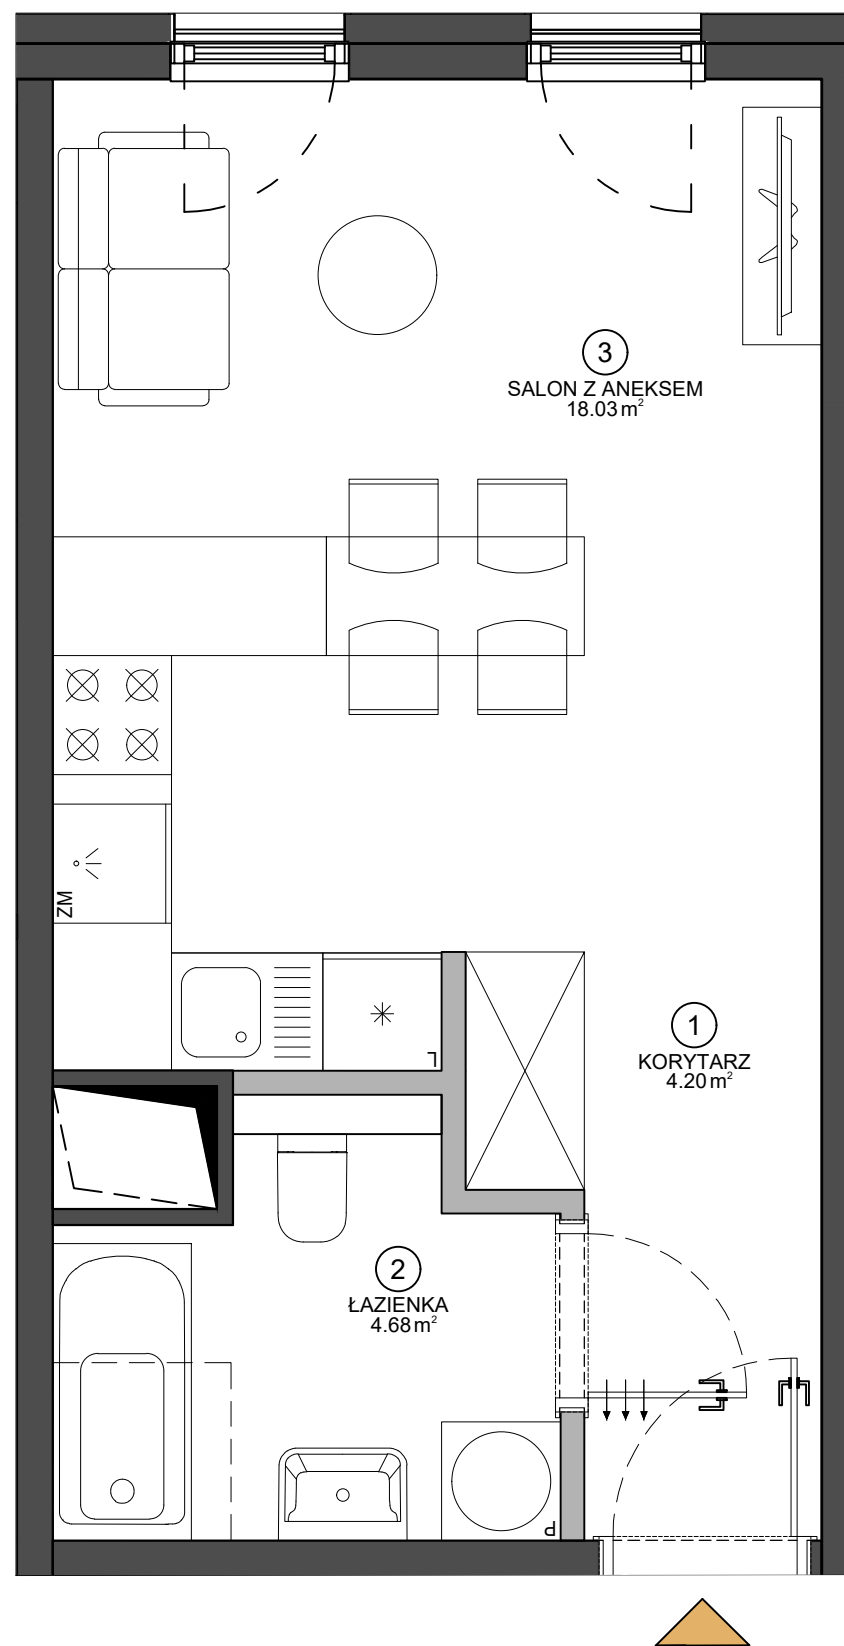 3
SALON Z ANEKSEM
18.03 m²
ZM
L
1
KORYTARZ
4.20 m²
2
ŁAZIENKA
4.68 m²
P